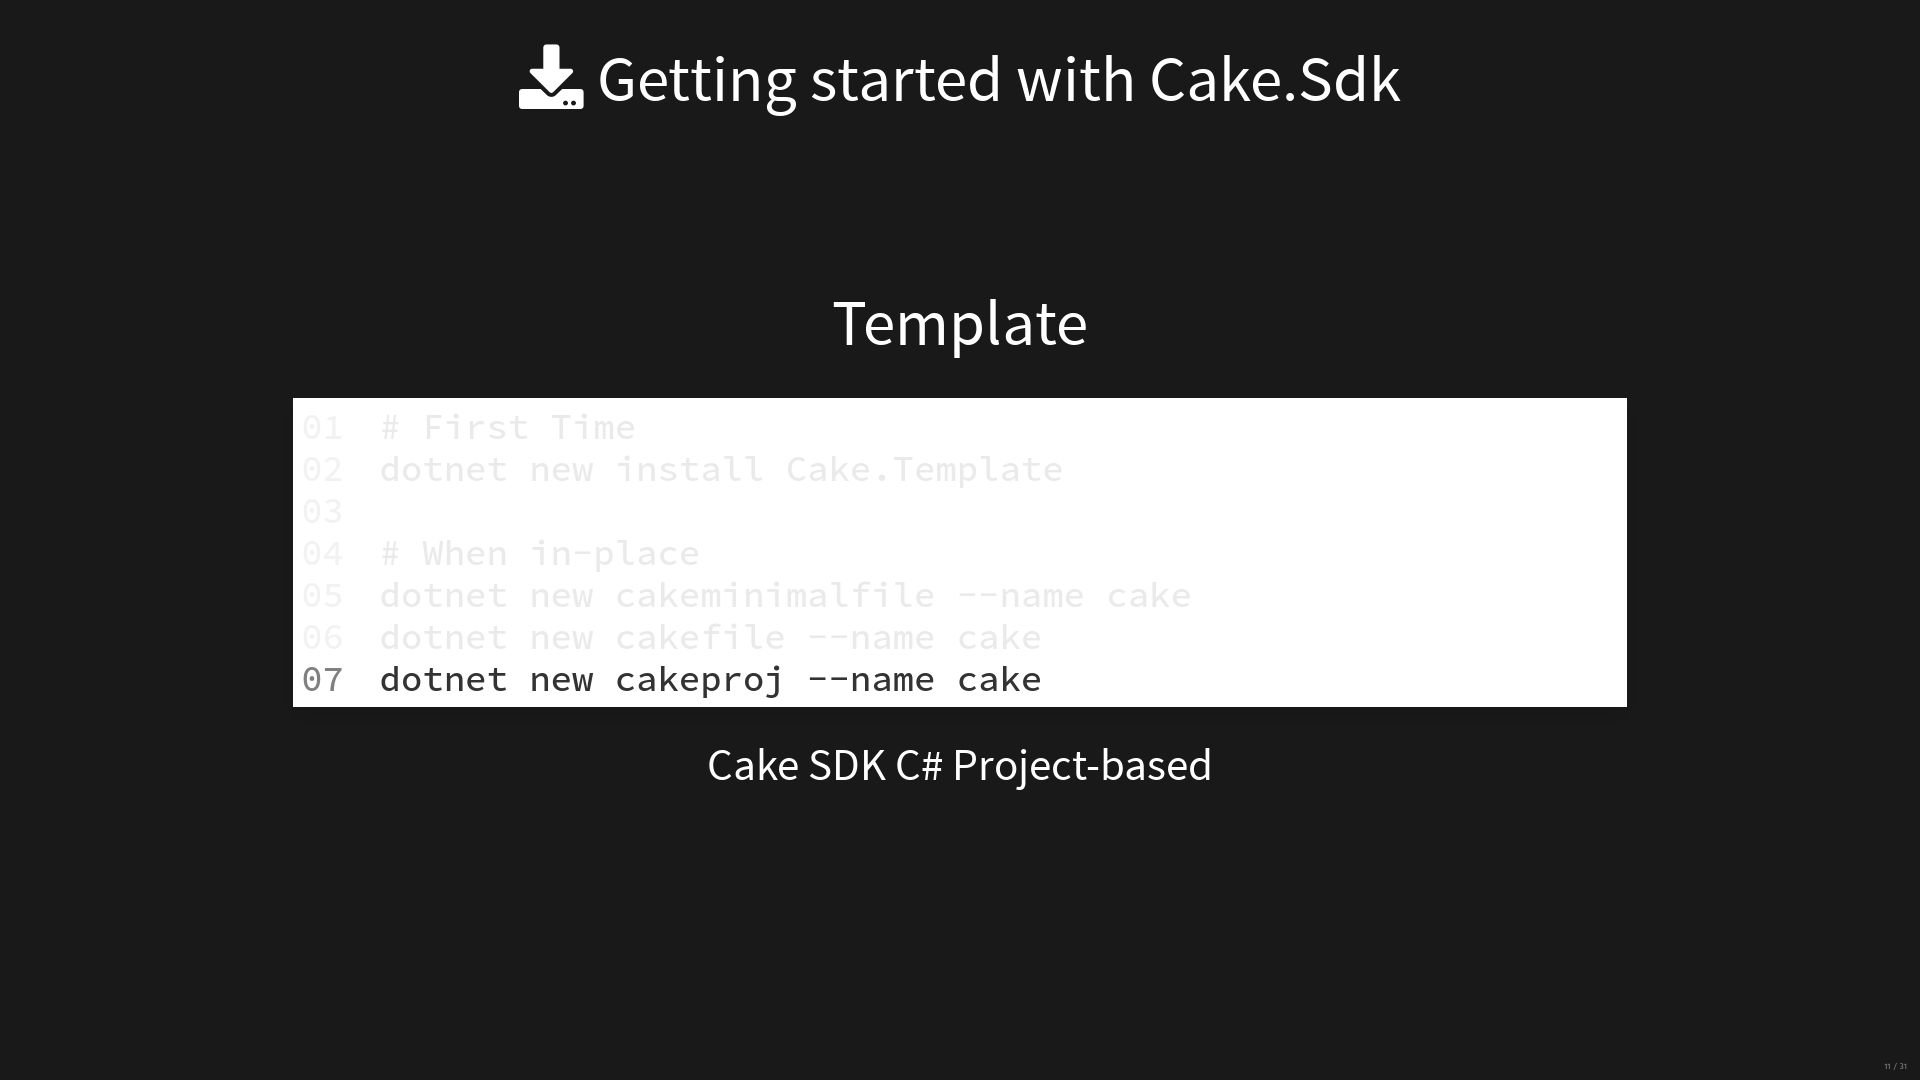 Getting started with Cake.Sdk
Template
01 # First Time
02 dotnet new install Cake.Template
03
04 # When in-place
05 dotnet new cakeminimalfile --name cake
06 dotnet new cakefile --name cake
07 dotnet new cakeproj --name cake
Cake SDK C# Project-based
11 / 31